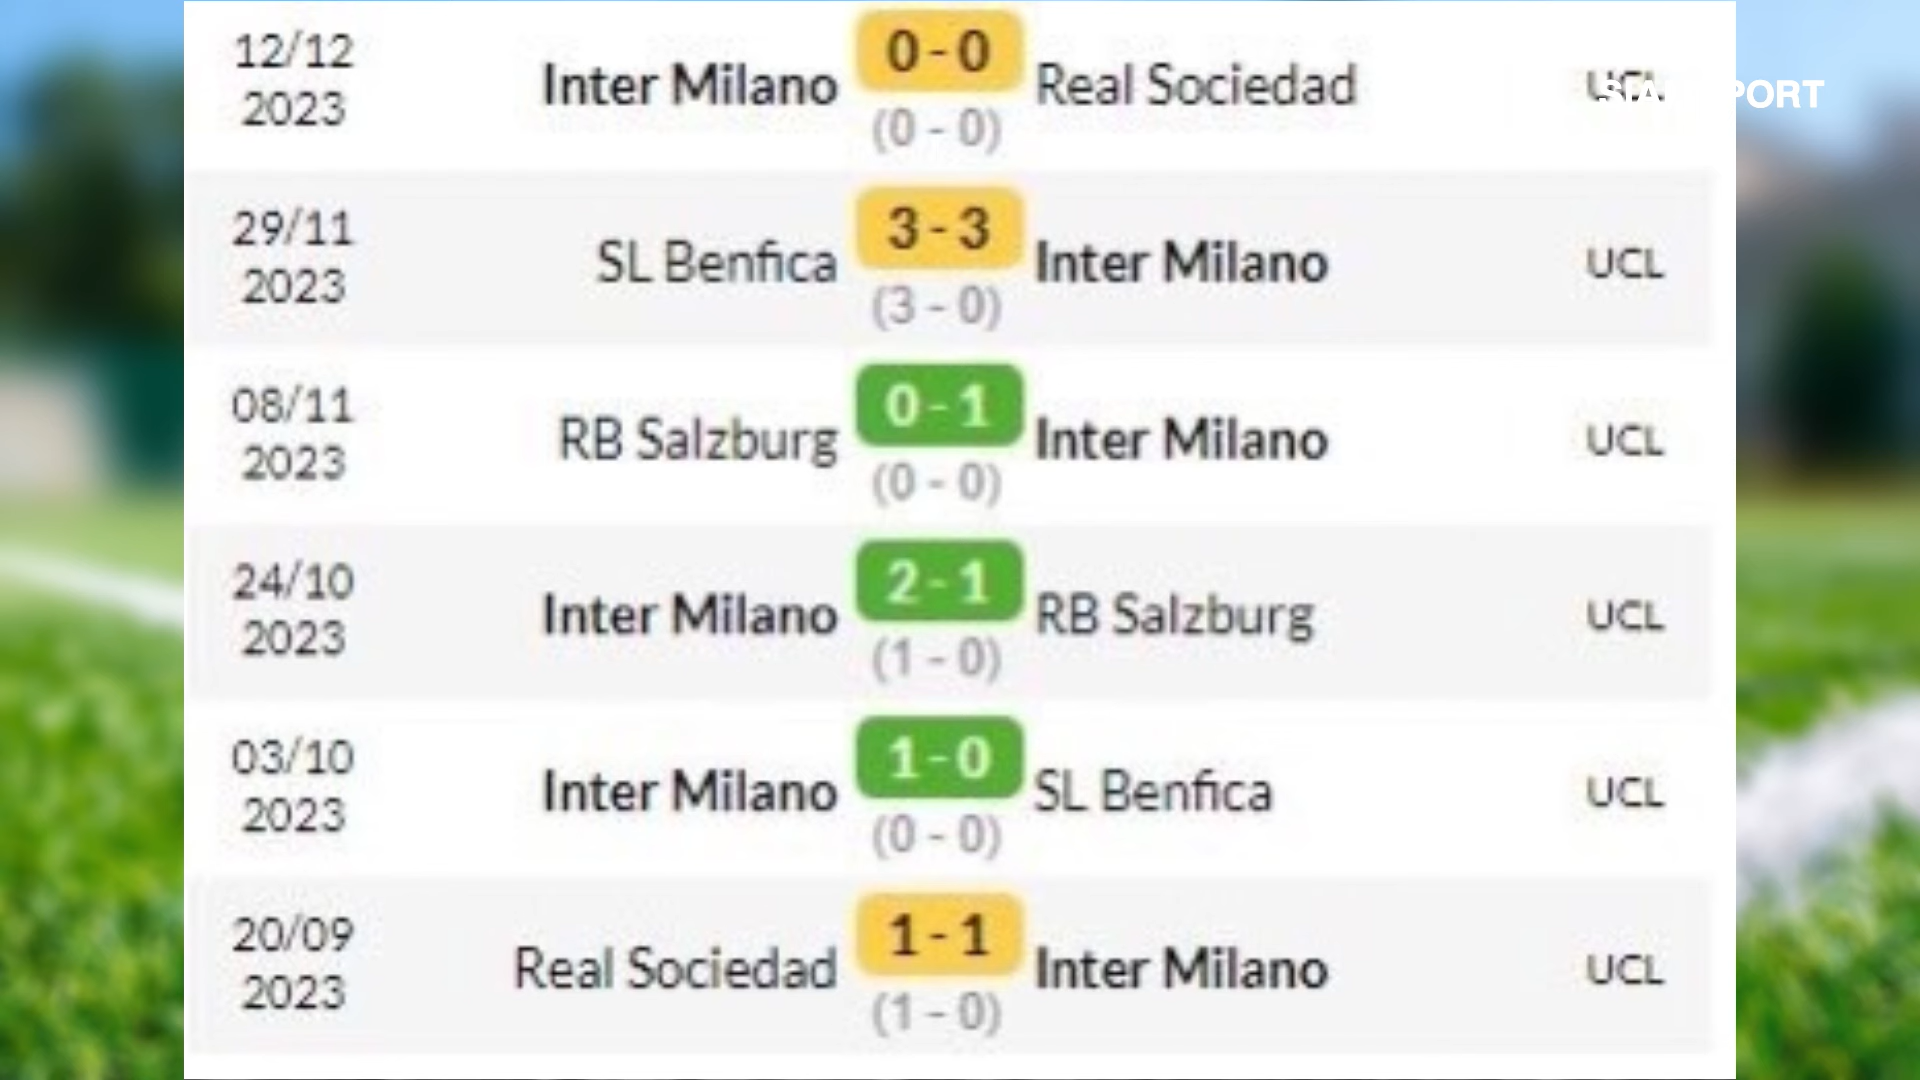 12/12
2023
Inter Milano
0 - 0
(0 - 0)
Real Sociedad
UCL
PORT
29/11
2023
SL Benfica
3 - 3
(3 - 0)
Inter Milano
UCL
08/11
2023
RB Salzburg
0 - 1
(0 - 0)
Inter Milano
UCL
24/10
2023
Inter Milano
2 - 1
(1 - 0)
RB Salzburg
UCL
03/10
2023
Inter Milano
1 - 0
(0 - 0)
SL Benfica
UCL
20/09
2023
Real Sociedad
1 - 1
(1 - 0)
Inter Milano
UCL